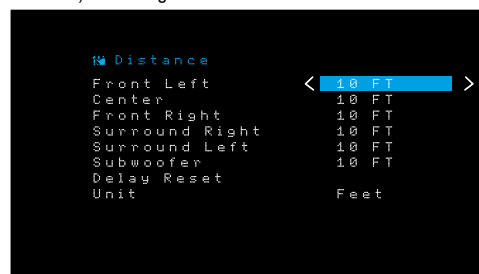 Distance
Front Left < 10 FT >
Center 10 FT
Front Right 10 FT
Surround Right 10 FT
Surround Left 10 FT
Subwoofer 10 FT
Delay Reset
Unit Feet